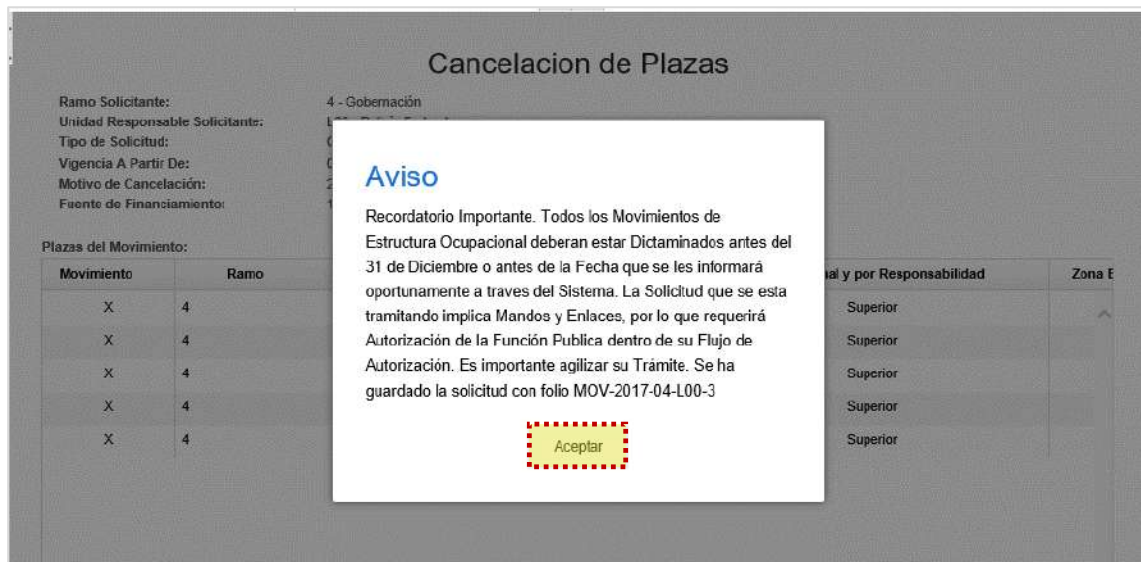 Cancelacion de Plazas
Ramo Solicitante: 4 - Gobernación
Unidad Responsable Solicitante:
Tipo de Solicitud:
Vigencia A Partir De:
Motivo de Cancelación:
Fuente de Financiamiento:
Aviso
Recordatorio Importante. Todos los Movimientos de
Estructura Ocupacional deberan estar Dictaminados antes del
31 de Diciembre o antes de la Fecha que se les informará
oportunamente a traves del Sistema. La Solicitud que se esta
tramitando implica Mandos y Enlaces, por lo que requerirá
Autorización de la Función Publica dentro de su Flujo de
Autorización. Es importante agilizar su Trámite. Se ha
guardado la solicitud con folio MOV-2017-04-L00-3
Aceptar
Plazas del Movimiento:
Movimiento Ramo y por Responsabilidad Zona
X 4 Superior
X 4 Superior
X 4 Superior
X 4 Superior
X 4 Superior